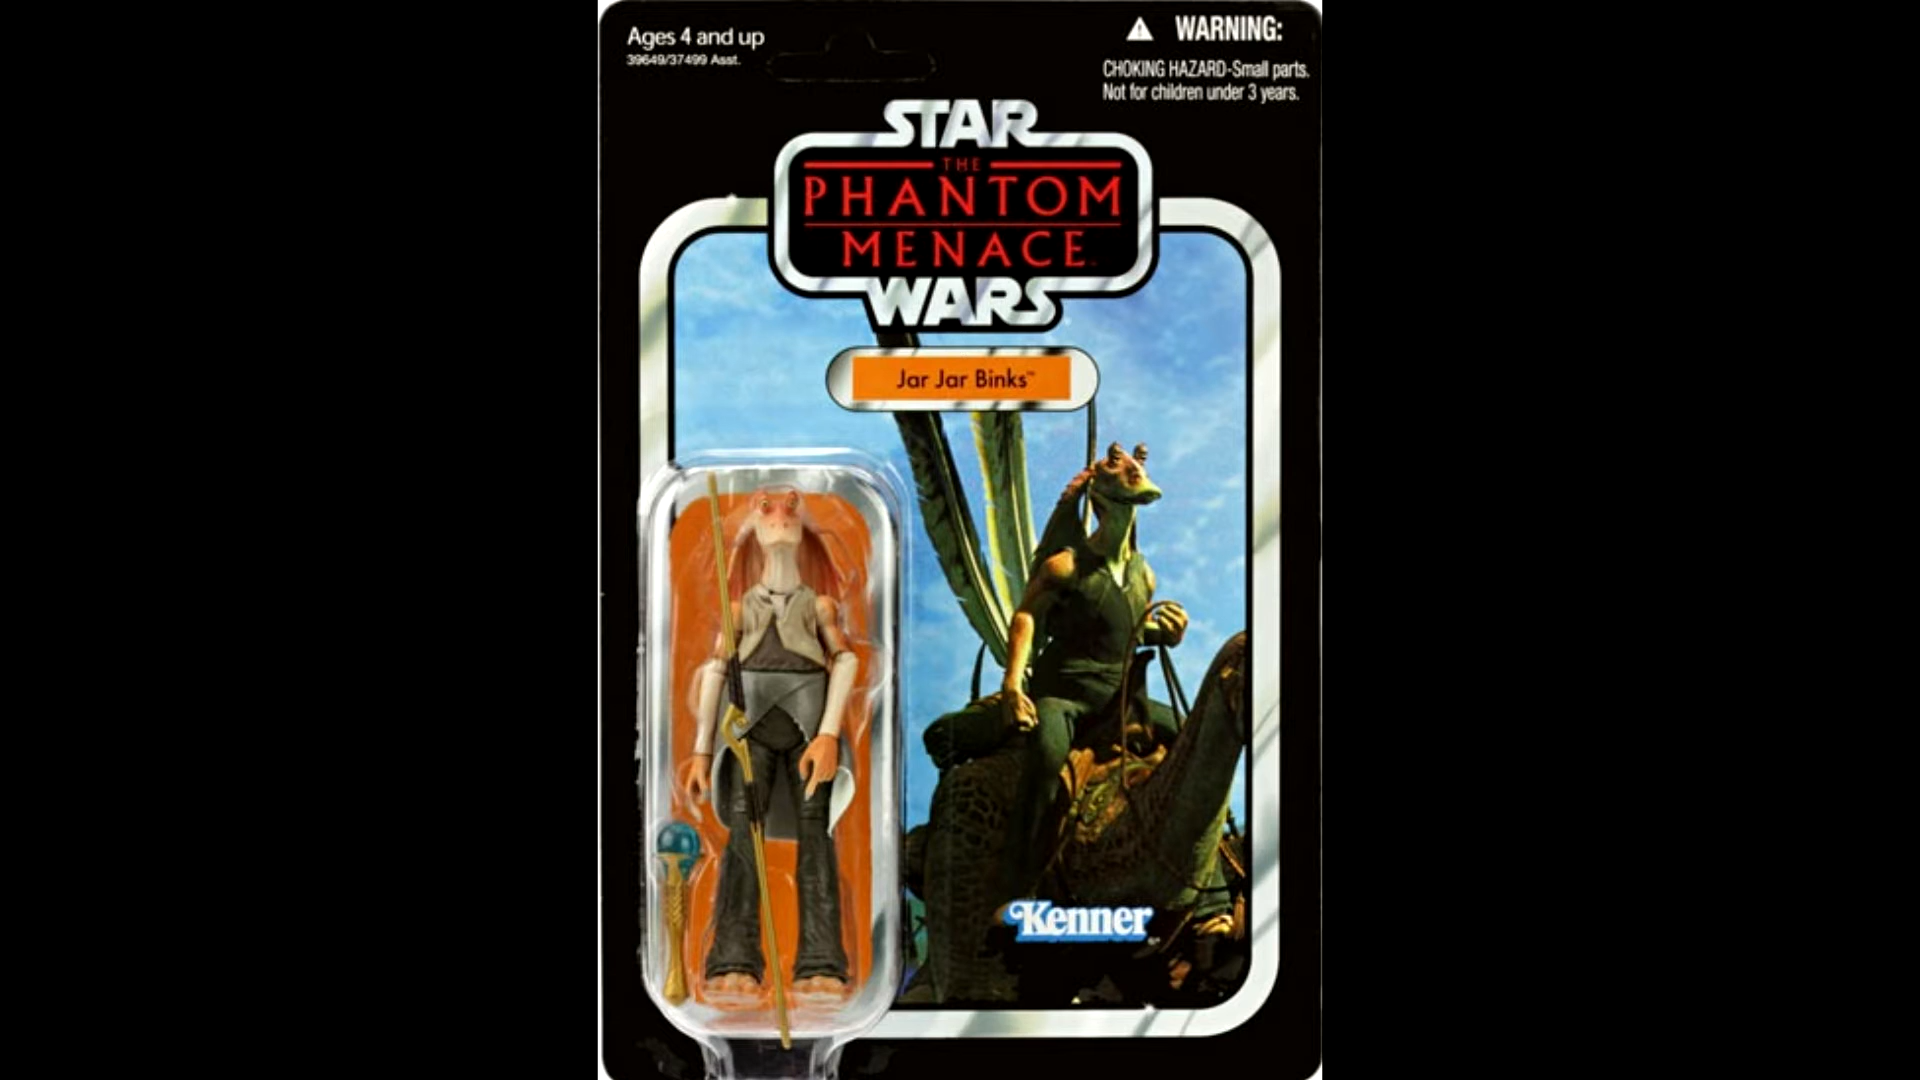 Ages 4 and up
39649/37499 Asst.
WARNING:
CHOKING HAZARD-Small parts.
Not for children under 3 years.
STAR
THE
PHANTOM
MENACE™
WARS
Jar Jar Binks™
Kenner